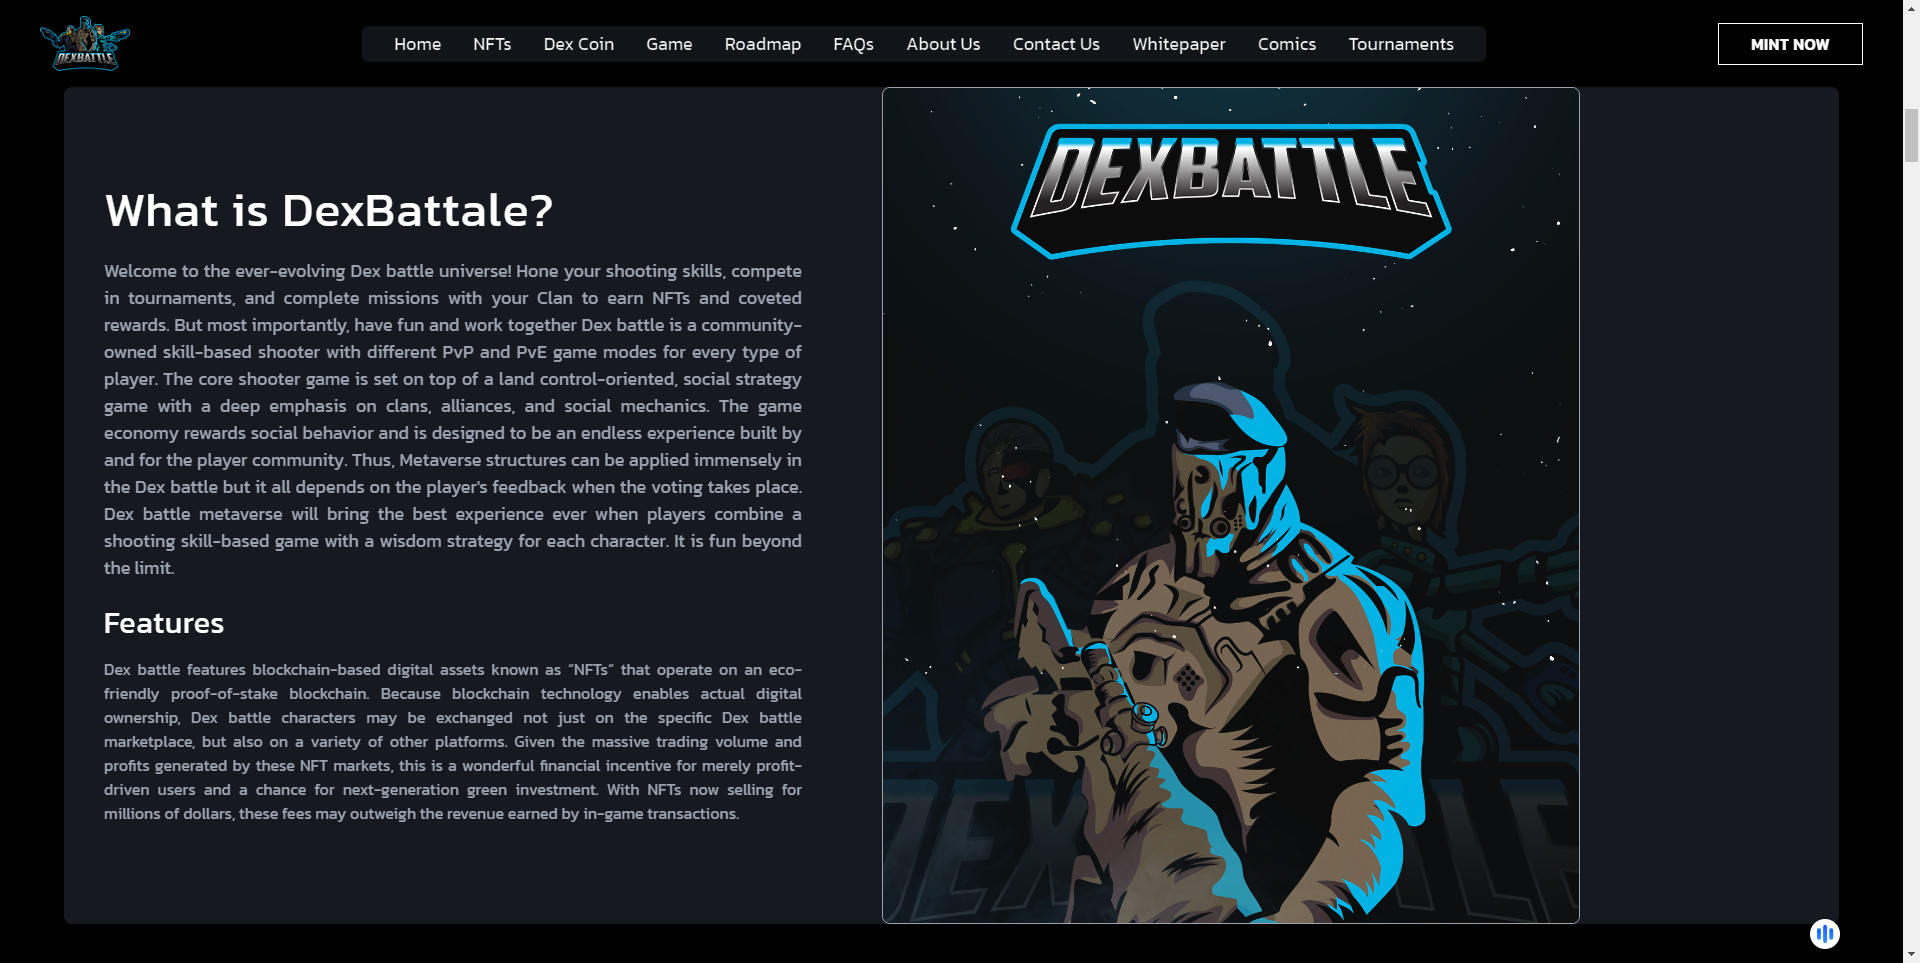 DEXBATTLE
Home NFTs Dex Coin Game Roadmap FAQs About Us Contact Us Whitepaper Comics Tournaments
MINT NOW
What is DexBattale?
Welcome to the ever-evolving Dex battle universe! Hone your shooting skills, compete
in tournaments, and complete missions with your Clan to earn NFTs and coveted
rewards. But most importantly, have fun and work together Dex battle is a community-
owned skill-based shooter with different PvP and PvE game modes for every type of
player. The core shooter game is set on top of a land control-oriented, social strategy
game with a deep emphasis on clans, alliances, and social mechanics. The game
economy rewards social behavior and is designed to be an endless experience built by
and for the player community. Thus, Metaverse structures can be applied immensely in
the Dex battle but it all depends on the player's feedback when the voting takes place.
Dex battle metaverse will bring the best experience ever when players combine a
shooting skill-based game with a wisdom strategy for each character. It is fun beyond
the limit.
Features
Dex battle features blockchain-based digital assets known as “NFTs” that operate on an eco-
friendly proof-of-stake blockchain. Because blockchain technology enables actual digital
ownership, Dex battle characters may be exchanged not just on the specific Dex battle
marketplace, but also on a variety of other platforms. Given the massive trading volume and
profits generated by these NFT markets, this is a wonderful financial incentive for merely profit-
driven users and a chance for next-generation green investment. With NFTs now selling for
millions of dollars, these fees may outweigh the revenue earned by in-game transactions.
DEXBATTLE